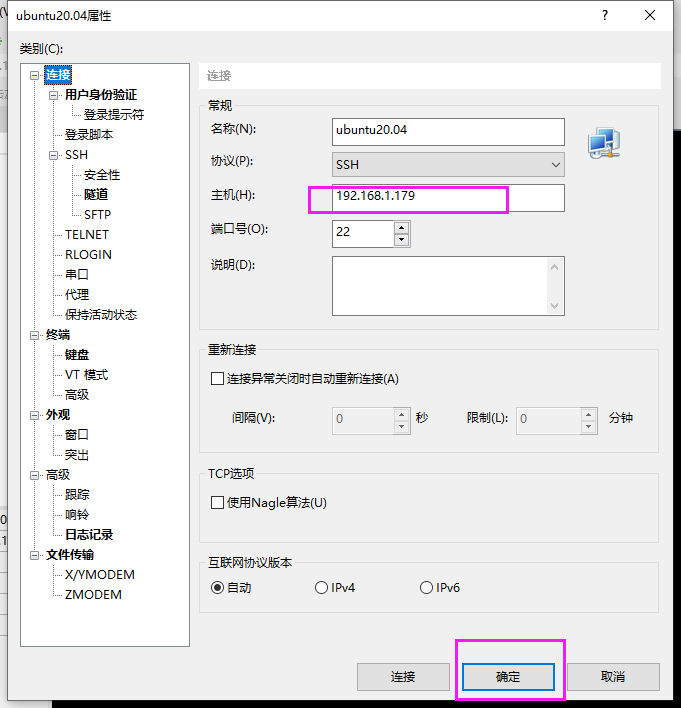 ubuntu20.04属性
类别(C):
连接
用户身份验证
登录提示符
登录脚本
SSH
安全性
隧道
SFTP
TELNET
RLOGIN
串口
代理
保持活动状态
终端
键盘
VT 模式
高级
外观
窗口
突出
高级
跟踪
响铃
日志记录
文件传输
X/YMODEM
ZMODEM
连接
常规
名称(N): ubuntu20.04
协议(P): SSH
主机(H): 192.168.1.179
端口号(O): 22
说明(D):
重新连接
连接异常关闭时自动重新连接(A)
间隔(V): 0 秒 限制(L): 0 分钟
TCP选项
使用Nagle算法(U)
互联网协议版本
自动 IPv4 IPv6
连接 确定 取消